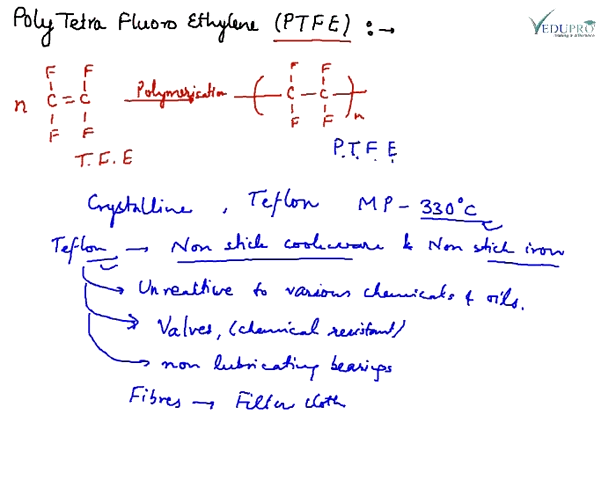 Poly Tetra Fluoro Ethylene (PTFE) :→
VEDUPRO
F F F F
n C = C Polymerisation → ( C — C )n
F F F F
T.F.E P.T.F.E
Crystalline, Teflon MP - 330°C
Teflon → Non stick cookware & Non stick iron
→ Unreactive to various chemicals & oils.
→ Valves, (chemical resistant)
→ non lubricating bearings
Fibres → Filter cloth